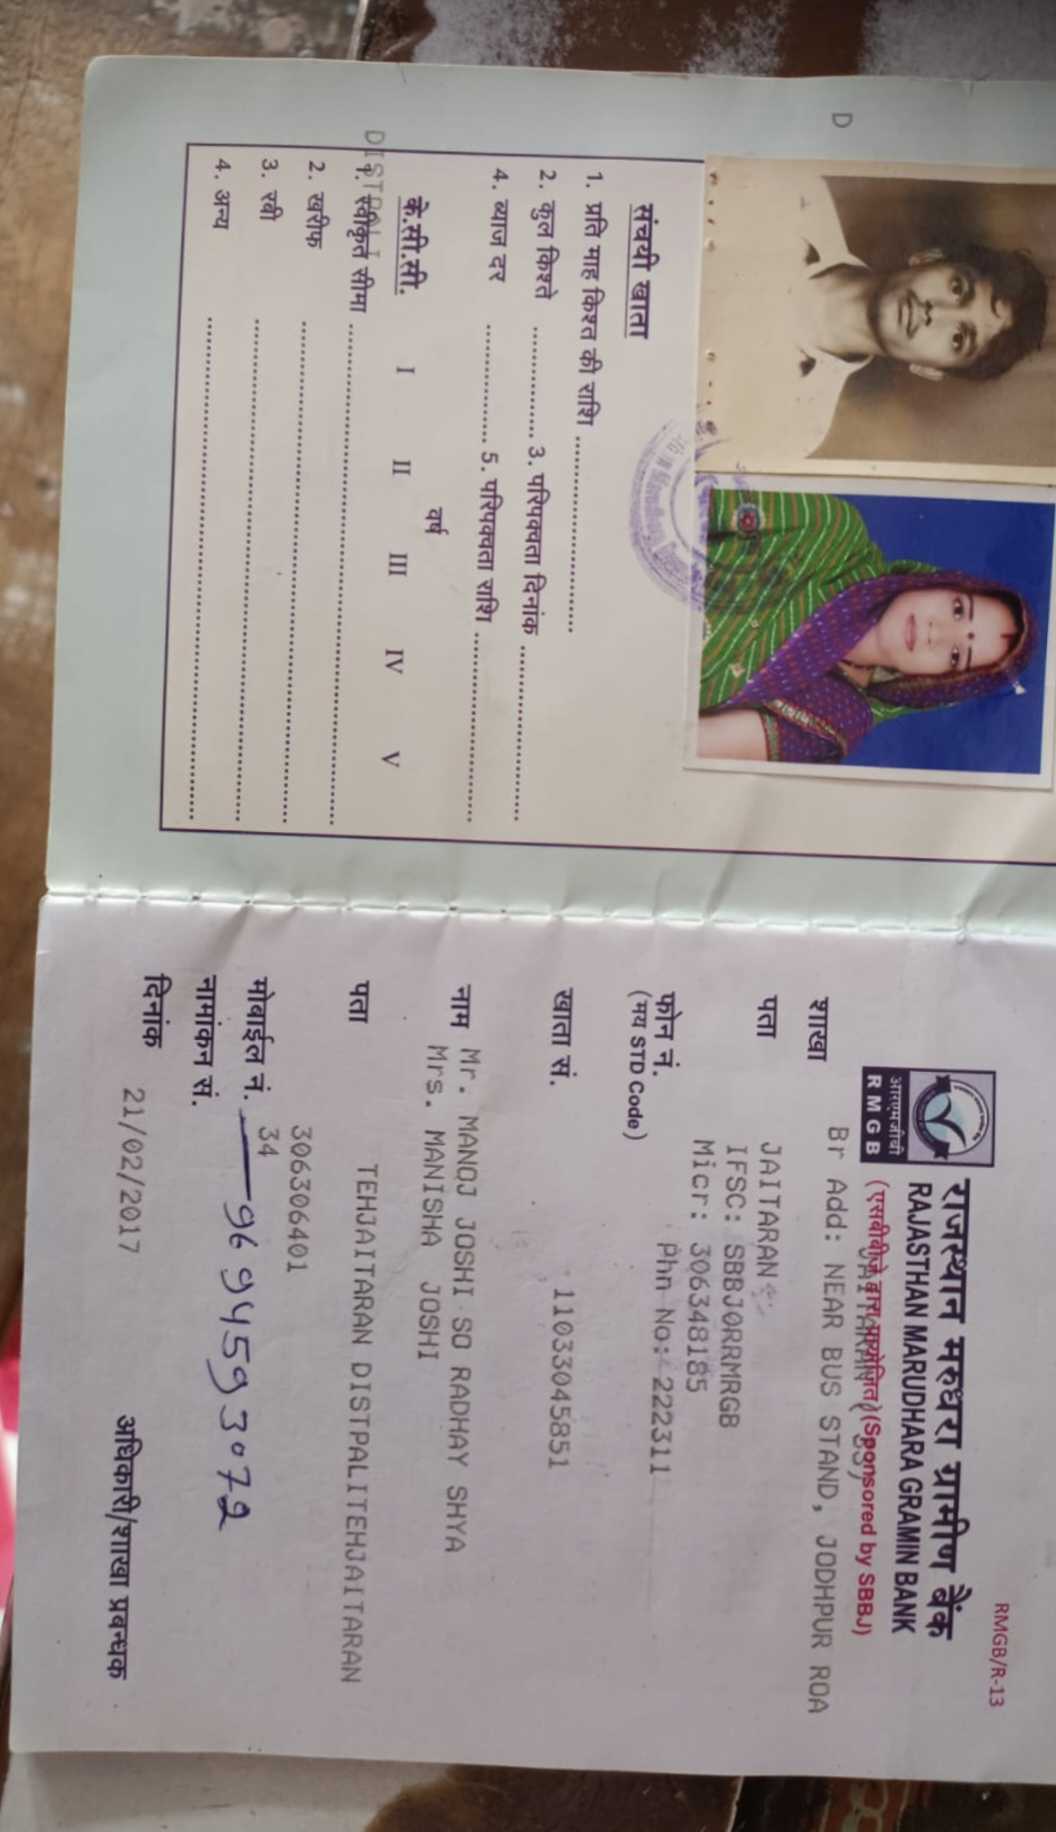 D
संचयी खाता
1. प्रति माह किश्त की राशि
2. कुल किश्ते 3. परिपक्वता दिनांक
4. ब्याज दर 5. परिपक्वता राशि
वर्ष
के.सी.सी. I II III IV V
1. स्वीकृत सीमा
2. खरीफ
3. रबी
4. अन्य
RMGB/R-13
राजस्थान मरुधरा ग्रामीण बैंक
RAJASTHAN MARUDHARA GRAMIN BANK
आरएमजीबी
RMGB
(एसबीबीजे द्वारा प्रायोजित) (Sponsored by SBBJ)
JAITARAN
शाखा Br Add: NEAR BUS STAND, JODHPUR ROA
पता JAITARAN
IFSC: SBBJ0RRMRGB
Micr: 306348185
फोन नं. Phn No: 222311
(मय STD Code)
खाता सं. 11033045851
नाम Mr. MANOJ JOSHI SO RADHAY SHYA
Mrs. MANISHA JOSHI
पता TEHJAITARAN DISTPALITEHJAITARAN
306306401
34
मोबाईल नं. 9694593072
नामांकन सं.
दिनांक 21/02/2017
अधिकारी/शाखा प्रबन्धक